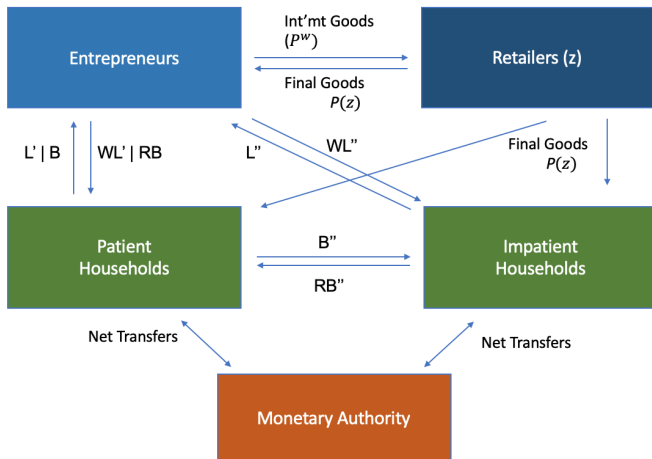 Int'mt Goods
(𝑃ʷ)
Entrepreneurs
Retailers (z)
Final Goods
𝑃(𝑧)
L' | B
WL' | RB
L”
WL”
Final Goods
𝑃(𝑧)
Patient
Households
B”
RB”
Impatient
Households
Net Transfers
Net Transfers
Monetary Authority